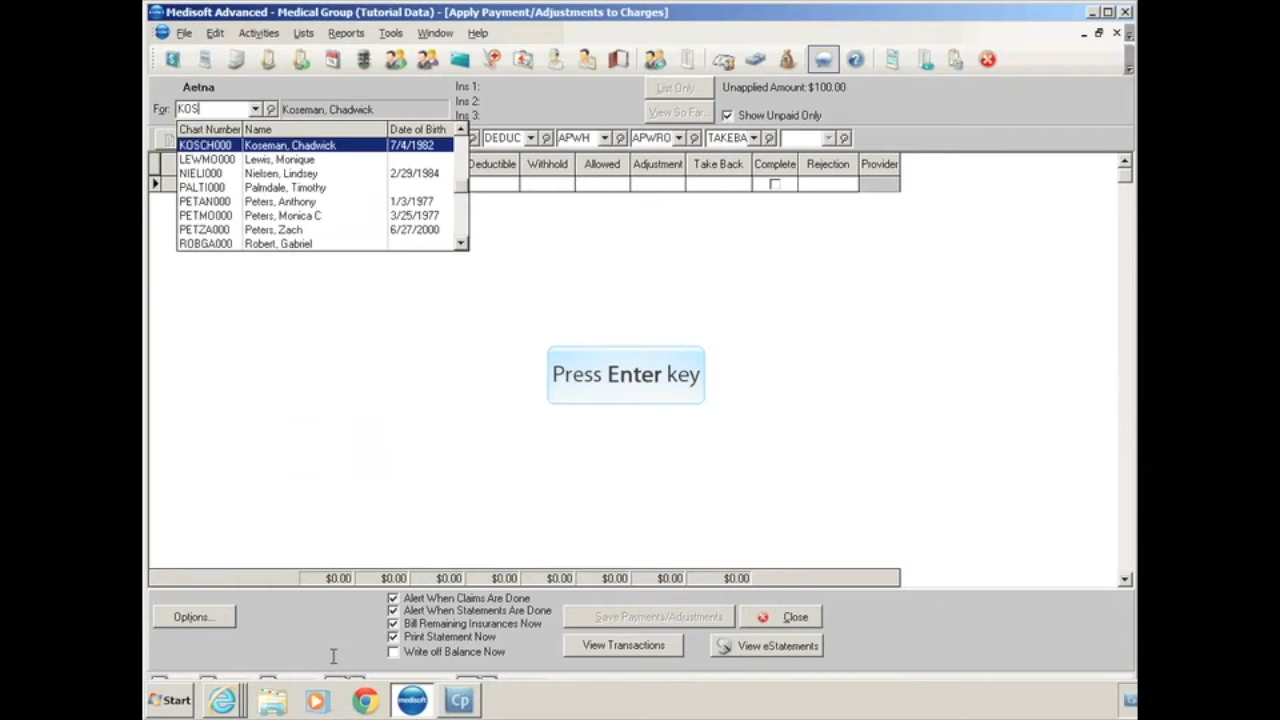 Medisoft Advanced - Medical Group (Tutorial Data) - [Apply Payment/Adjustments to Charges]
File Edit Activities Lists Reports Tools Window Help
Aetna
Ins 1:
Ins 2:
Ins 3:
List Only...
Unapplied Amount: $100.00
For: KOS Koseman, Chadwick
View So Far...
Show Unpaid Only
Chart Number Name Date of Birth
KOSCH000 Koseman, Chadwick 7/4/1982
LEWMO000 Lewis, Monique
NIELI000 Nielsen, Lindsey 2/29/1984
PALTI000 Palmdale, Timothy
PETAN000 Peters, Anthony 1/3/1977
PETMO000 Peters, Monica C 3/25/1977
PETZA000 Peters, Zach 6/27/2000
ROBGA000 Robert, Gabriel
DEDUC APWH APWRO TAKEBA
Deductible Withhold Allowed Adjustment Take Back Complete Rejection Provider
Press Enter key
$0.00 $0.00 $0.00 $0.00 $0.00 $0.00 $0.00 $0.00
Options...
Alert When Claims Are Done
Alert When Statements Are Done
Bill Remaining Insurances Now
Print Statement Now
Write off Balance Now
Save Payments/Adjustments
Close
View Transactions
View eStatements
Start
medisoft
Cp
Cp